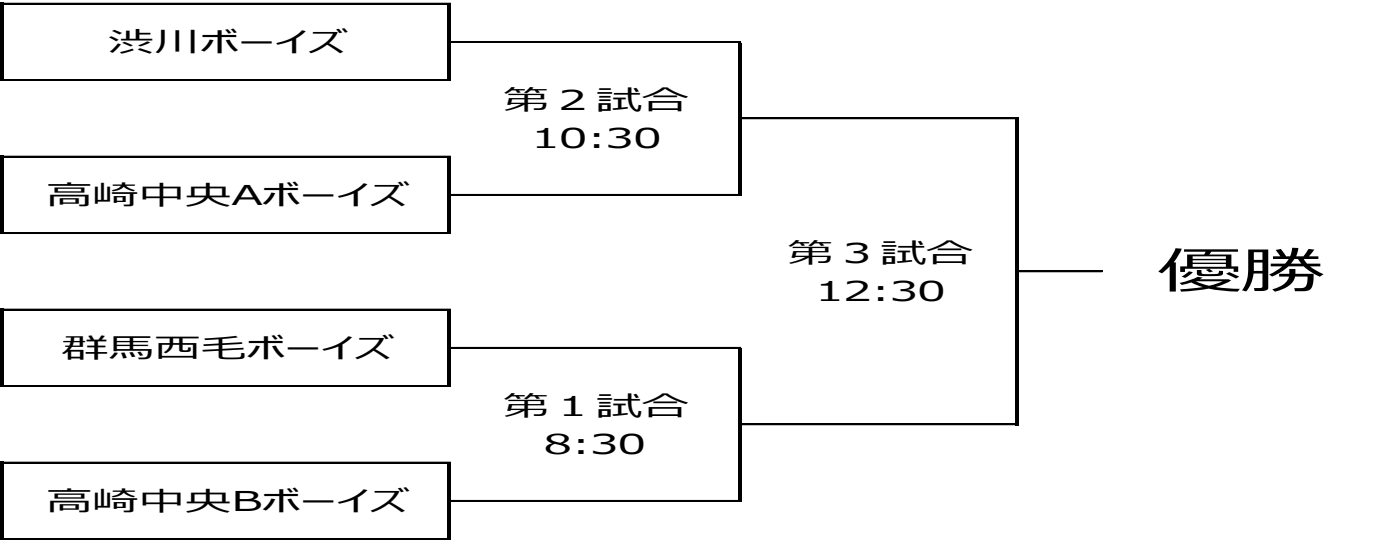 渋川ボーイズ
第２試合
10:30
高崎中央Aボーイズ
第３試合
12:30
優勝
群馬西毛ボーイズ
第１試合
8:30
高崎中央Bボーイズ